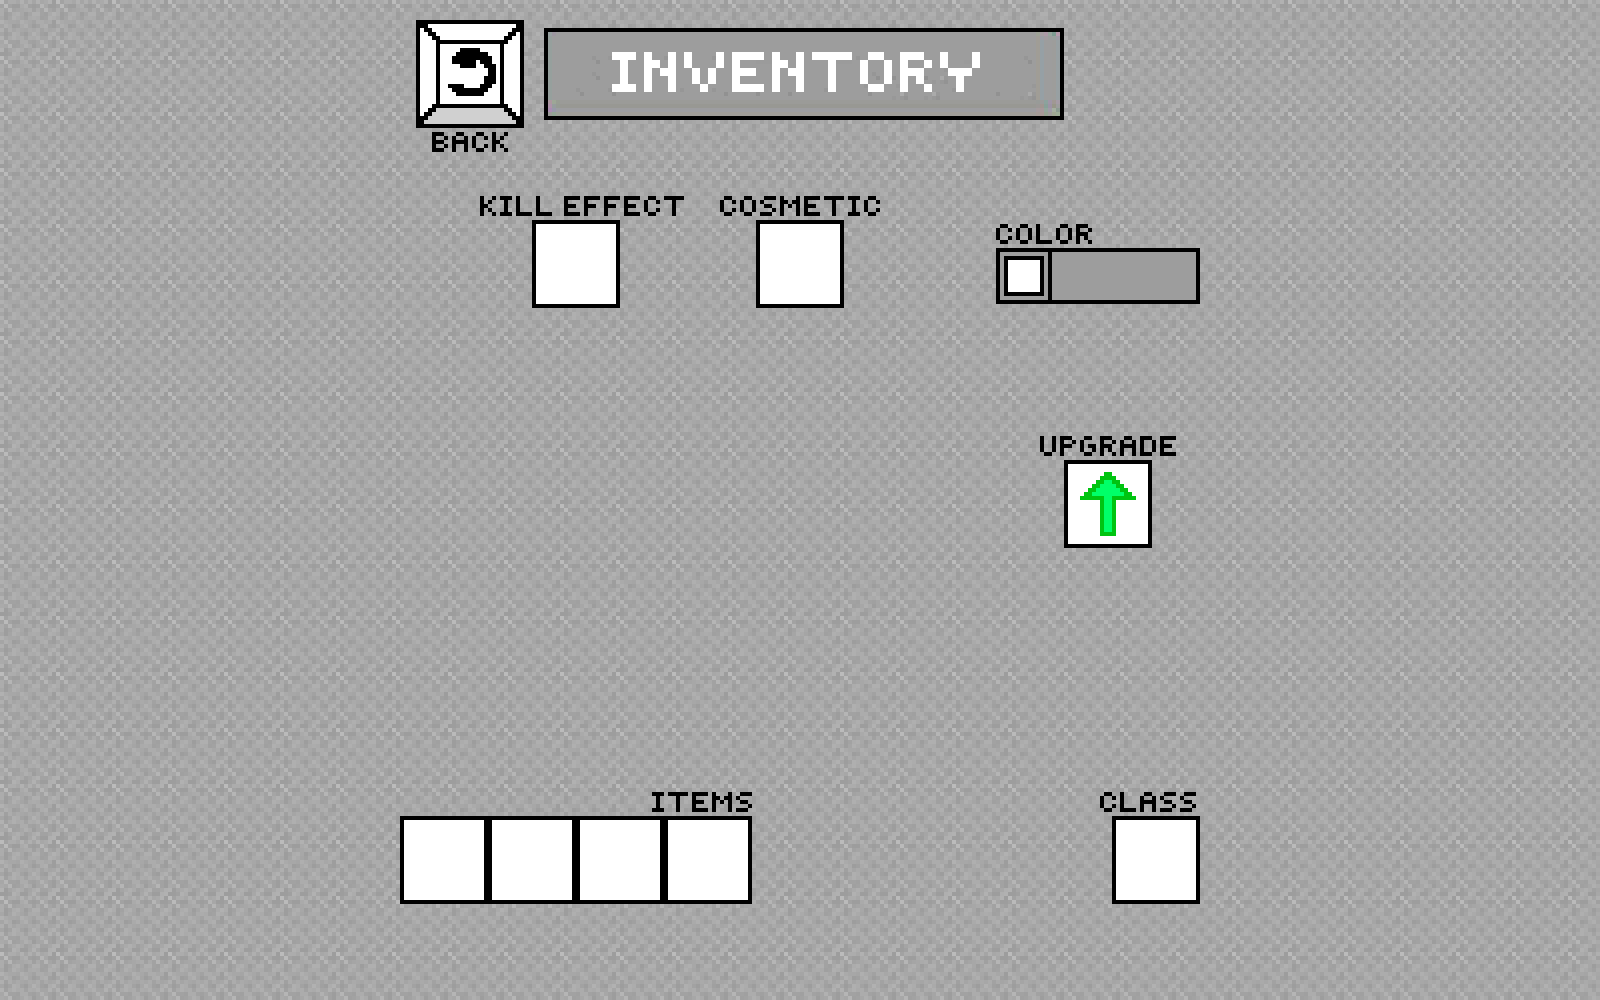 INVENTORY
BACK
KILL EFFECT
COSMETIC
COLOR
UPGRADE
ITEMS
CLASS